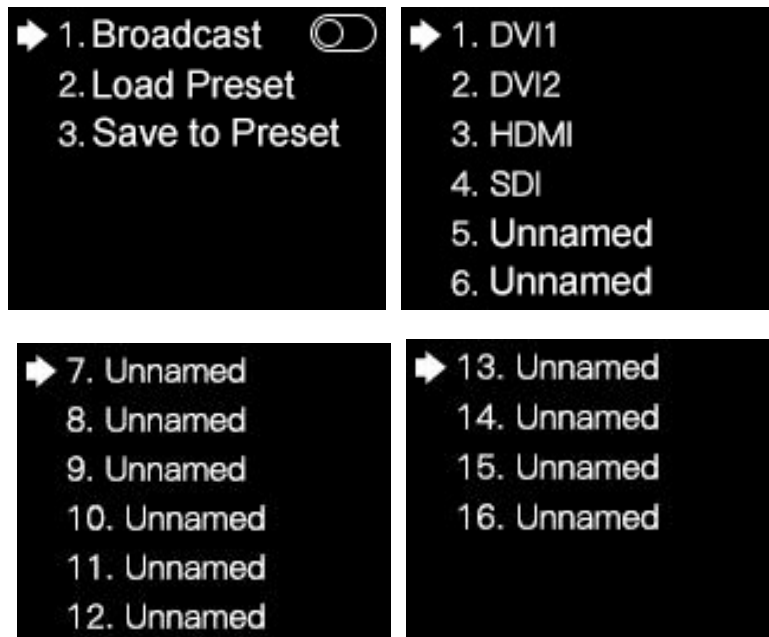 1. Broadcast
2. Load Preset
3. Save to Preset
1. DVI1
2. DVI2
3. HDMI
4. SDI
5. Unnamed
6. Unnamed
7. Unnamed
8. Unnamed
9. Unnamed
10. Unnamed
11. Unnamed
12. Unnamed
13. Unnamed
14. Unnamed
15. Unnamed
16. Unnamed